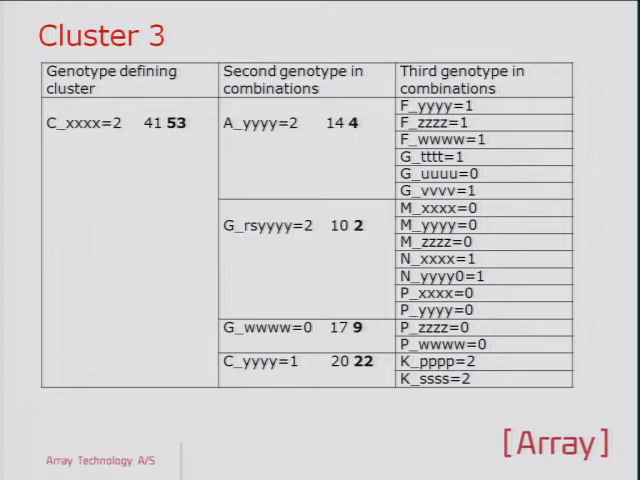 Cluster 3
Genotype defining cluster
Second genotype in combinations
Third genotype in combinations
C_xxxx=2 41 53
A_yyyy=2 14 4
F_yyyy=1
F_zzzz=1
F_wwww=1
G_tttt=1
G_uuuu=0
G_vvvv=1
G_rsyyyy=2 10 2
M_xxxx=0
M_yyyy=0
M_zzzz=0
N_xxxx=1
N_yyyy0=1
P_xxxx=0
P_yyyy=0
G_wwww=0 17 9
P_zzzz=0
P_wwww=0
C_yyyy=1 20 22
K_pppp=2
K_ssss=2
Array Technology A/S
[Array]